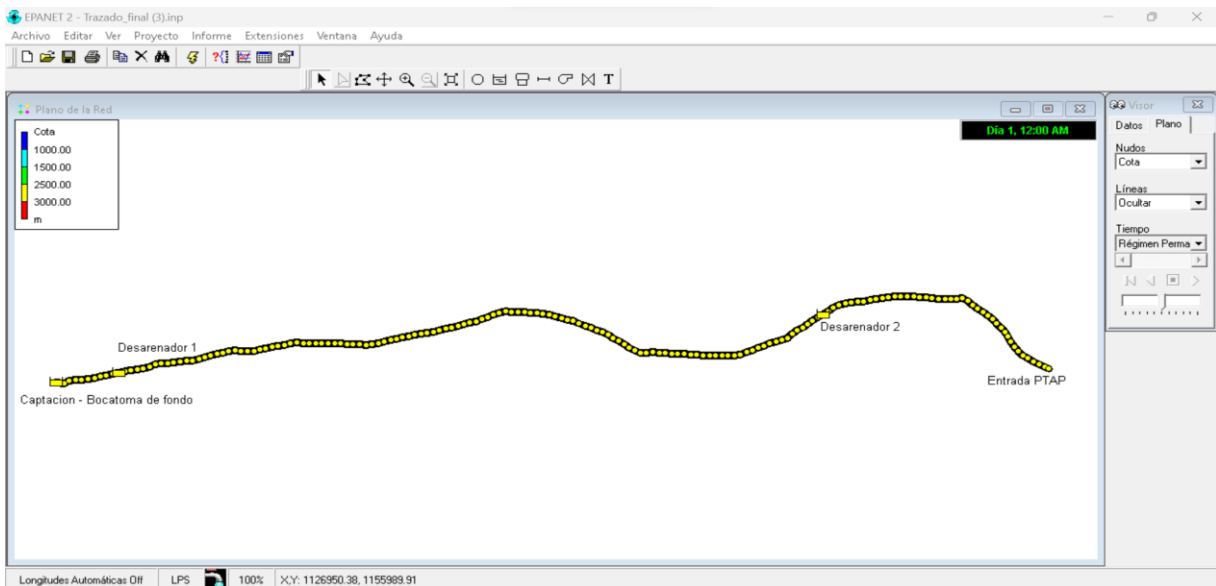 EPANET 2 - Trazado_final (3).inp
Archivo Editar Ver Proyecto Informe Extensiones Ventana Ayuda
T
Plano de la Red
Día 1, 12:00 AM
Cota
1000.00
1500.00
2500.00
3000.00
m
Desarenador 1
Captacion - Bocatoma de fondo
Desarenador 2
Entrada PTAP
Visor
Datos Plano
Nudos
Cota
Líneas
Ocultar
Tiempo
Régimen Perma
Longitudes Automáticas Off LPS 100% X,Y: 1126950.38, 1155989.91